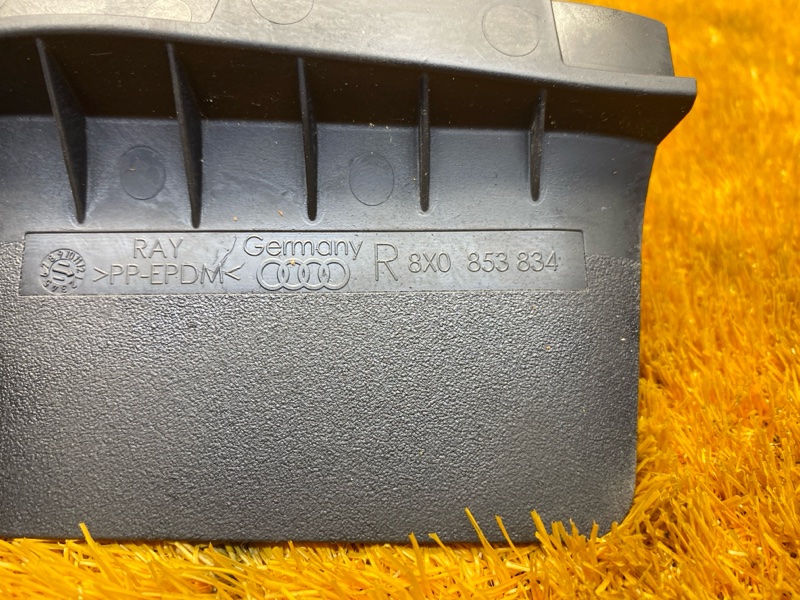 RAY
>PP-EPDM<
Germany
R 8X0 853 834